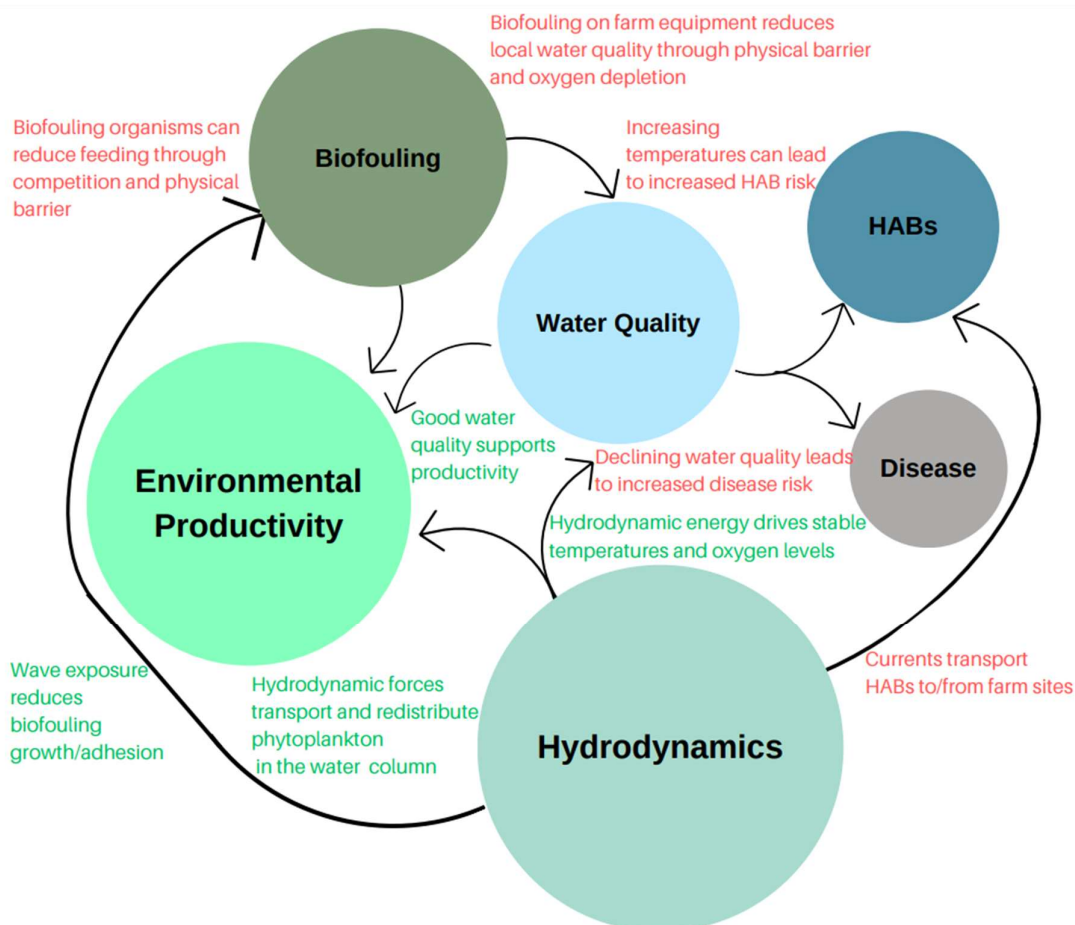 Biofouling on farm equipment reduces
local water quality through physical barrier
and oxygen depletion
Biofouling organisms can
reduce feeding through
competition and physical
barrier
Biofouling
Increasing
temperatures can lead
to increased HAB risk
HABs
Water Quality
Good water
quality supports
productivity
Environmental
Productivity
Declining water quality leads
to increased disease risk
Disease
Hydrodynamic energy drives stable
temperatures and oxygen levels
Wave exposure
reduces
biofouling
growth/adhesion
Hydrodynamic forces
transport and redistribute
phytoplankton
in the water column
Currents transport
HABs to/from farm sites
Hydrodynamics